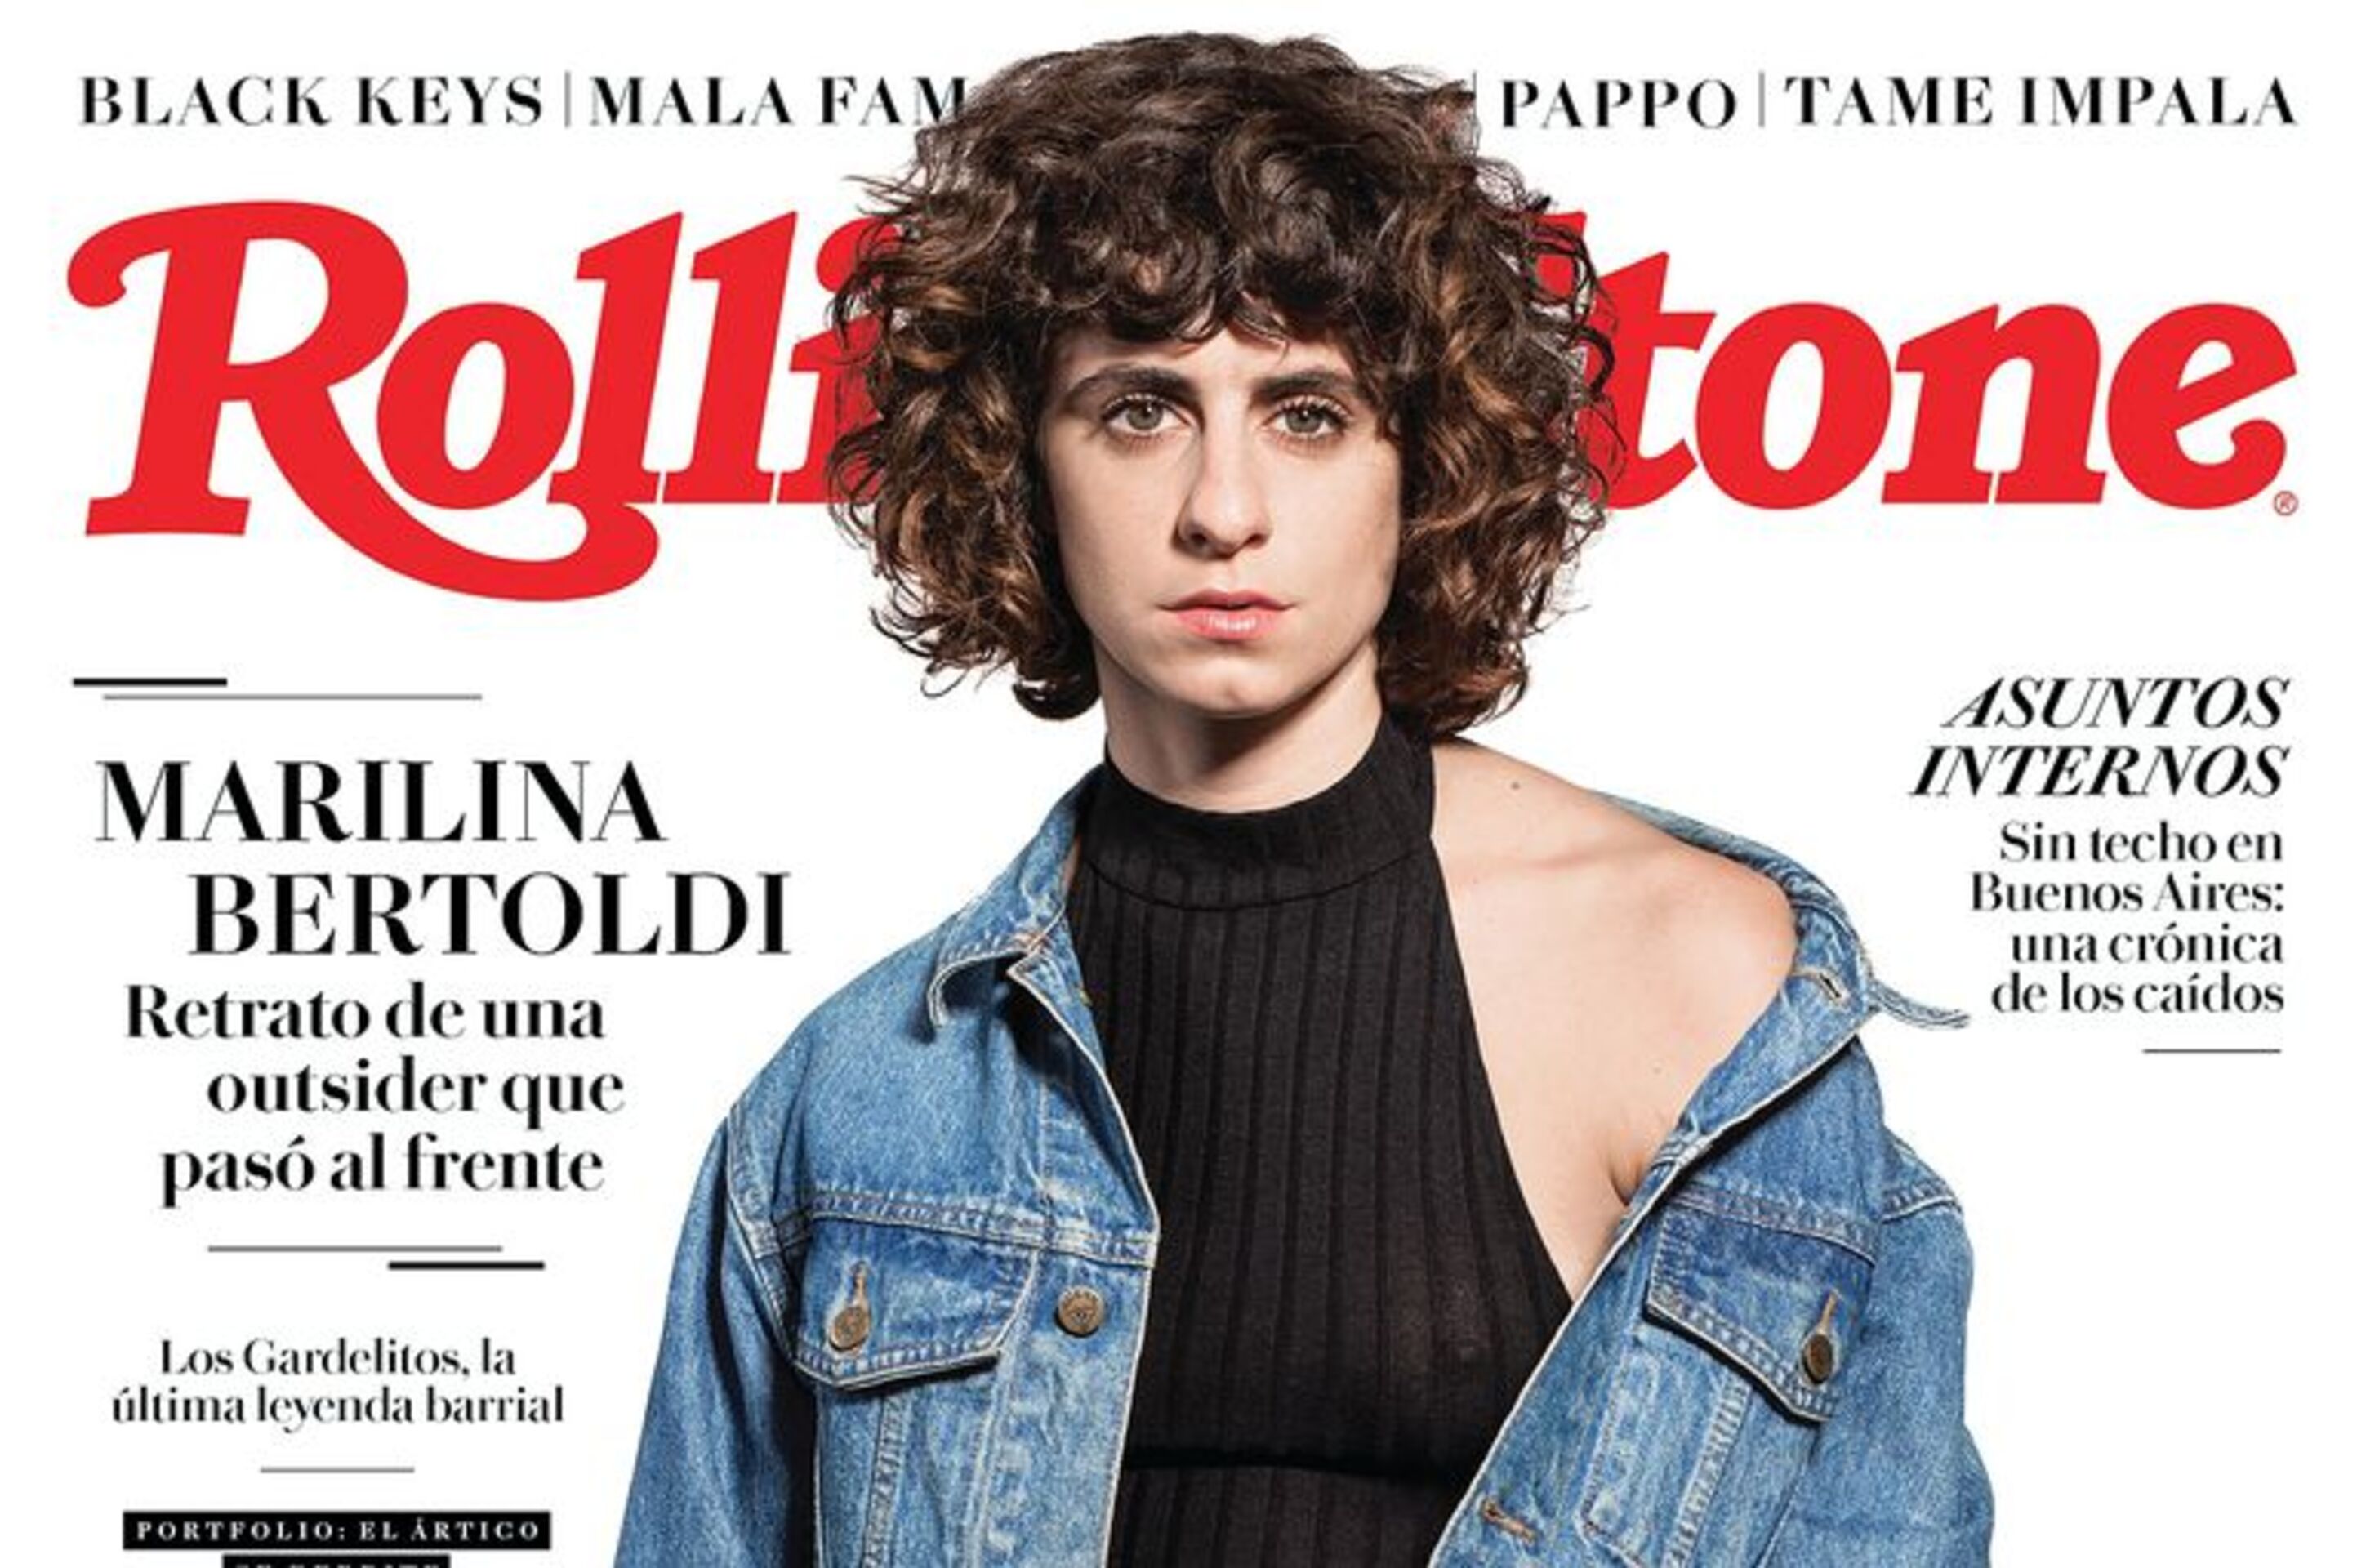 BLACK KEYS | MALA FAM | PAPPO | TAME IMPALA
Rolli tone®
MARILINA
BERTOLDI
Retrato de una
outsider que
pasó al frente
Los Gardelitos, la
última leyenda barrial
PORTFOLIO: EL ÁRTICO
ASUNTOS
INTERNOS
Sin techo en
Buenos Aires:
una crónica
de los caídos